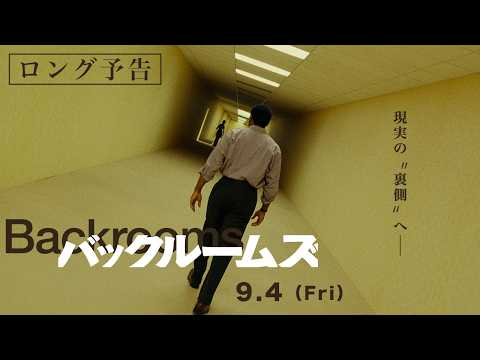 ロング予告
現実の〝裏側〟へ──
Backrooms
バックルームズ
9.4（Fri）